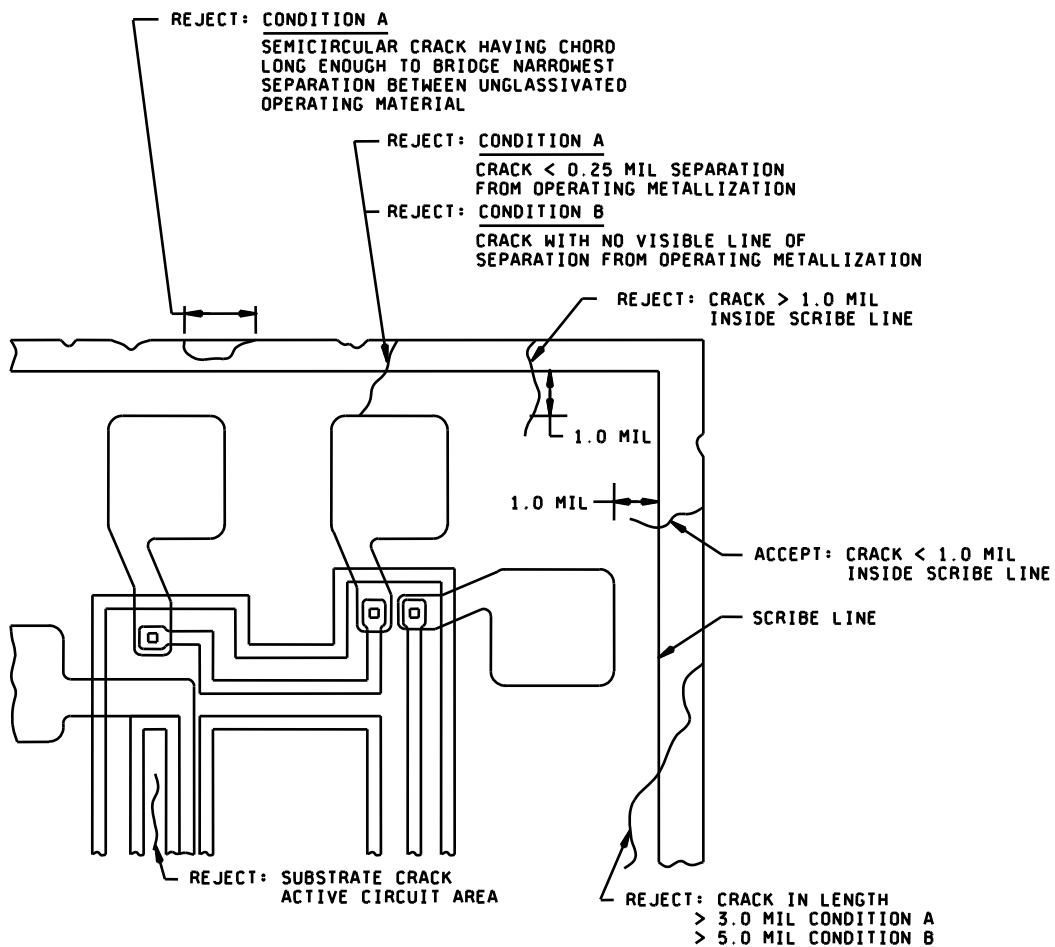 REJECT: CONDITION A
SEMICIRCULAR CRACK HAVING CHORD
LONG ENOUGH TO BRIDGE NARROWEST
SEPARATION BETWEEN UNGLASSIVATED
OPERATING MATERIAL
REJECT: CONDITION A
CRACK < 0.25 MIL SEPARATION
FROM OPERATING METALLIZATION
REJECT: CONDITION B
CRACK WITH NO VISIBLE LINE OF
SEPARATION FROM OPERATING METALLIZATION
REJECT: CRACK > 1.0 MIL
INSIDE SCRIBE LINE
1.0 MIL
1.0 MIL
ACCEPT: CRACK < 1.0 MIL
INSIDE SCRIBE LINE
SCRIBE LINE
REJECT: SUBSTRATE CRACK
ACTIVE CIRCUIT AREA
REJECT: CRACK IN LENGTH
> 3.0 MIL CONDITION A
> 5.0 MIL CONDITION B